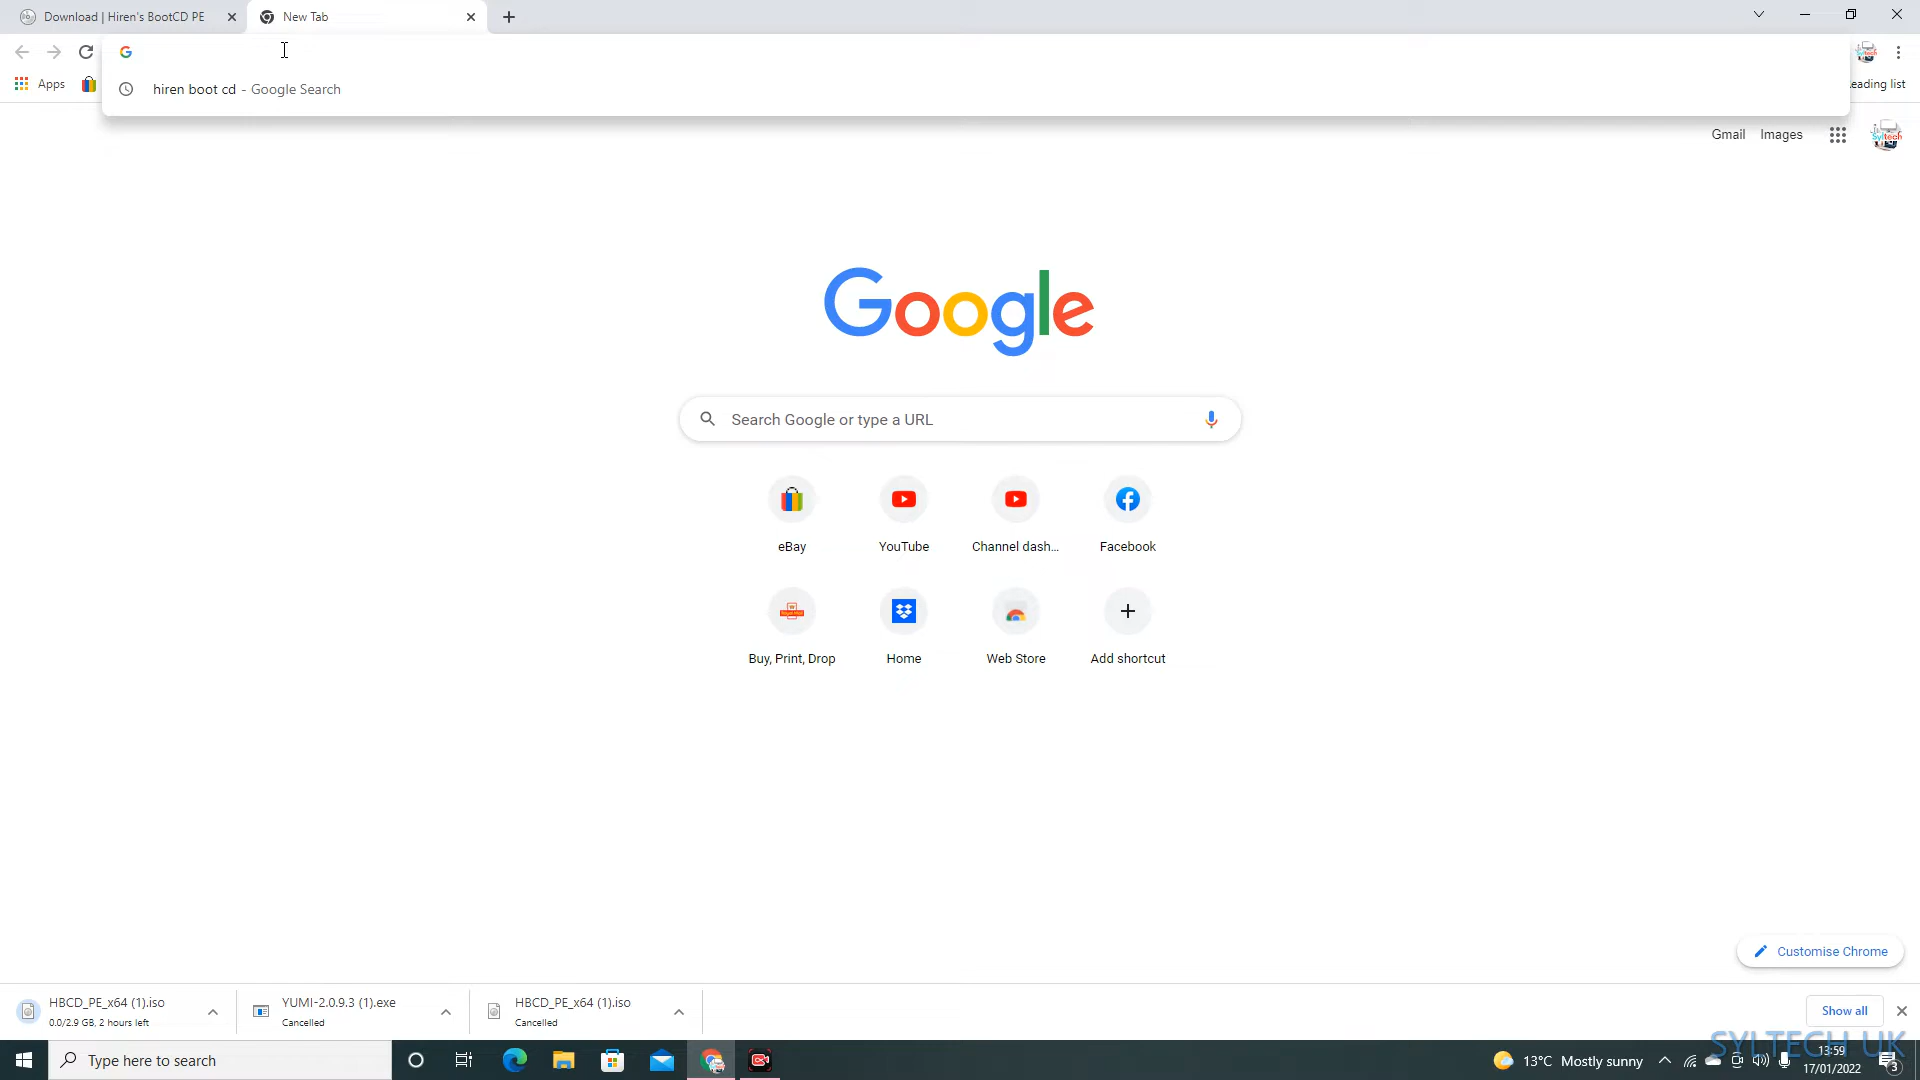 Download | Hiren's BootCD PE
New Tab
hiren boot cd - Google Search
Apps
eading list
Gmail Images
Syltech
Google
Search Google or type a URL
eBay YouTube Channel dash... Facebook
Buy, Print, Drop Home Web Store Add shortcut
Customise Chrome
HBCD_PE_x64 (1).iso
0.0/2.9 GB, 2 hours left
YUMI-2.0.9.3 (1).exe
Cancelled
HBCD_PE_x64 (1).iso
Cancelled
Show all
Type here to search
13°C Mostly sunny
13:59
17/01/2022
3
SYLTECH UK